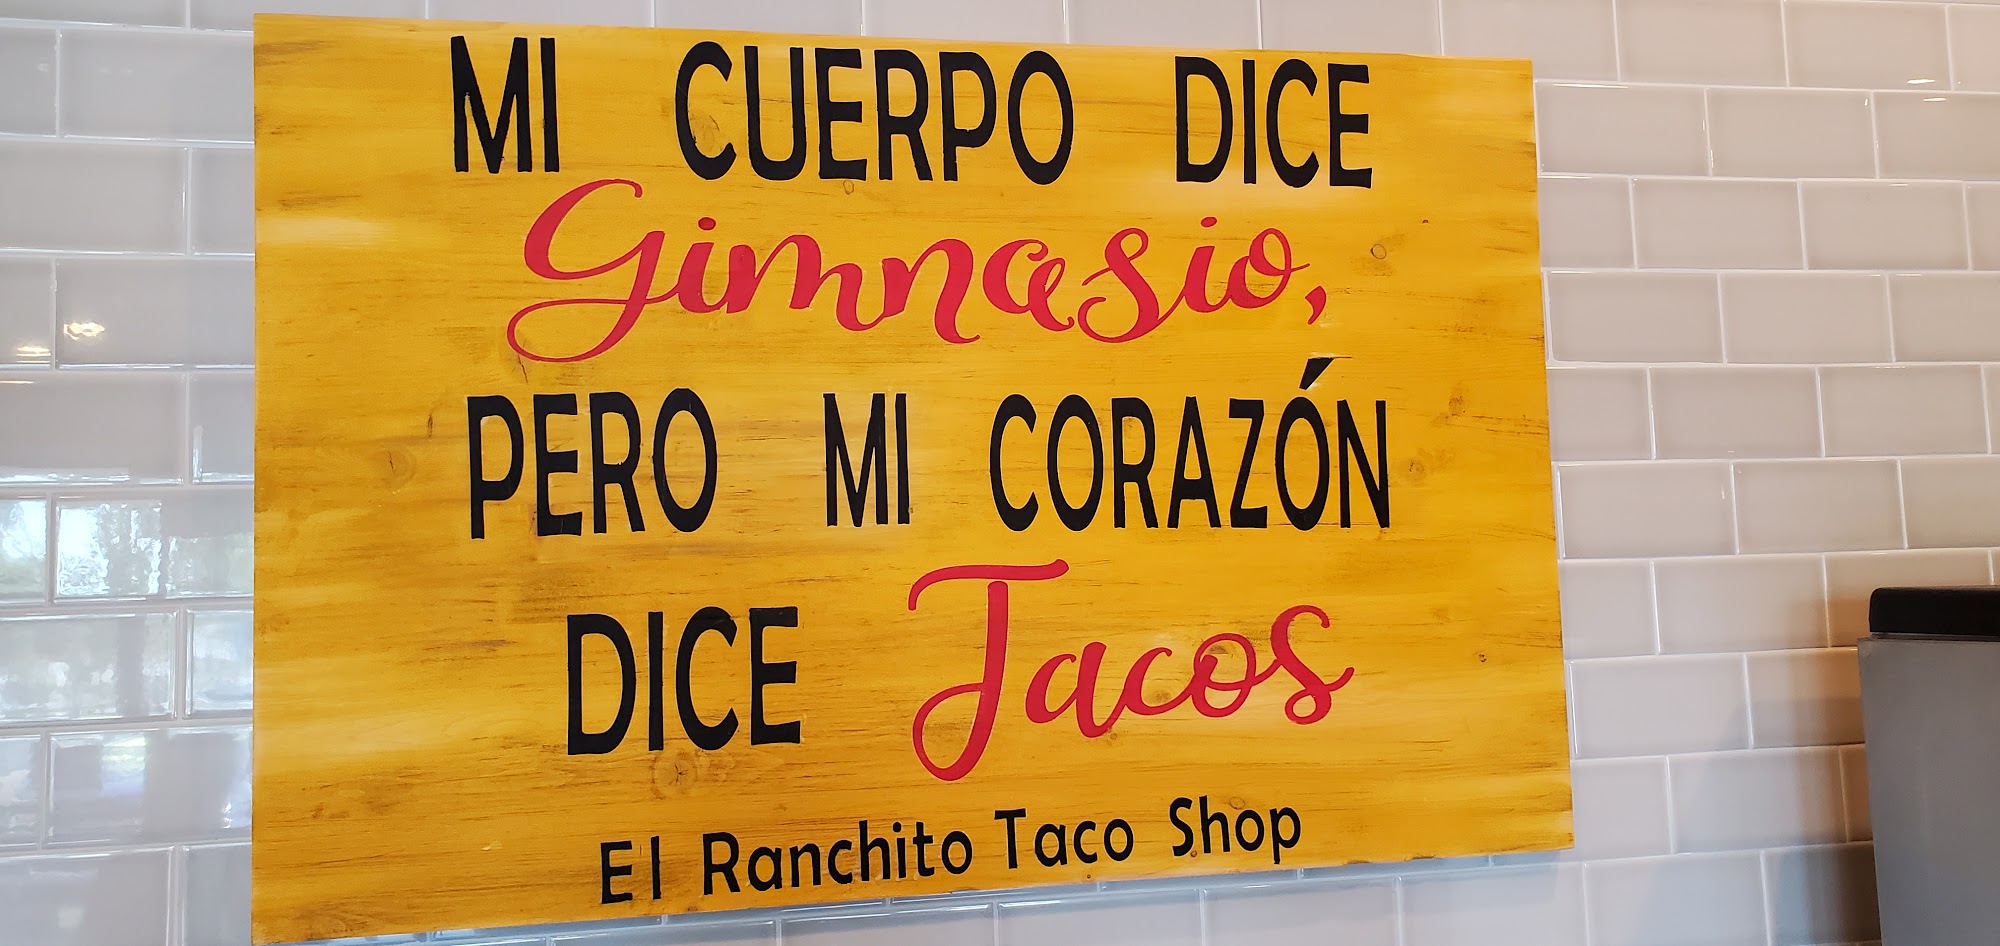 MI CUERPO DICE
Gimnasio,
PERO MI CORAZÓN
DICE Tacos
El Ranchito Taco Shop